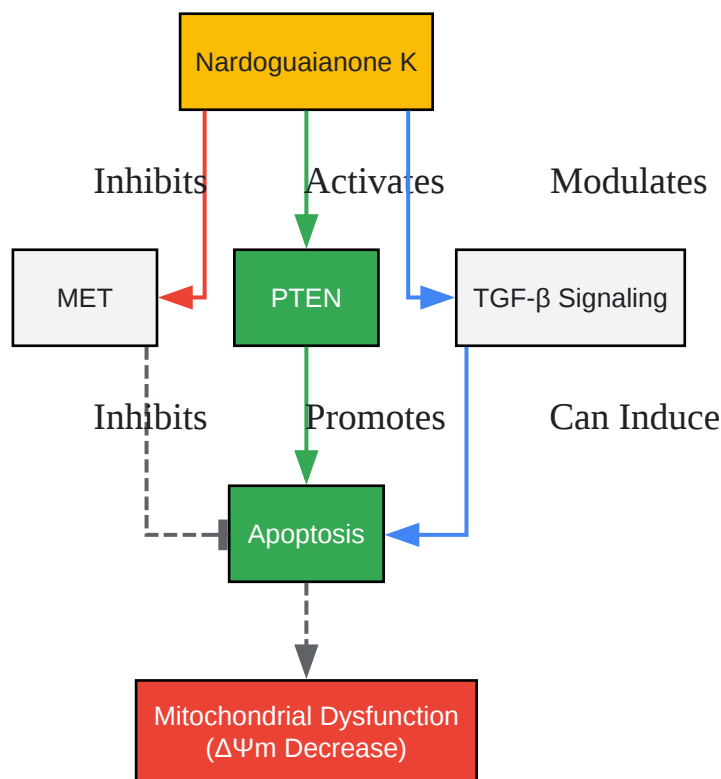 Nardoguaianone K
Inhibits
Activates
Modulates
MET
PTEN
TGF-β Signaling
Inhibits
Promotes
Can Induce
Apoptosis
Mitochondrial Dysfunction
(ΔΨm Decrease)